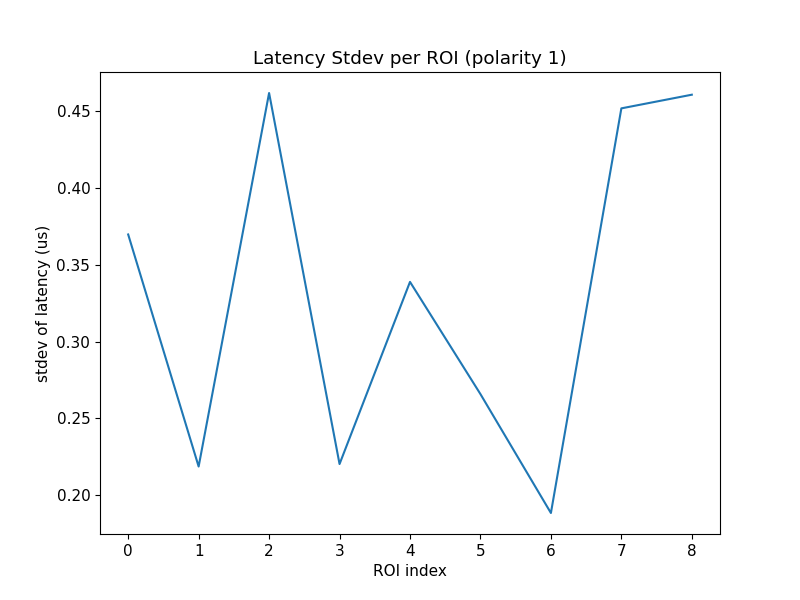 Latency Stdev per ROI (polarity 1)
stdev of latency (us)
0.45
0.40
0.35
0.30
0.25
0.20
0 1 2 3 4 5 6 7 8
ROI index